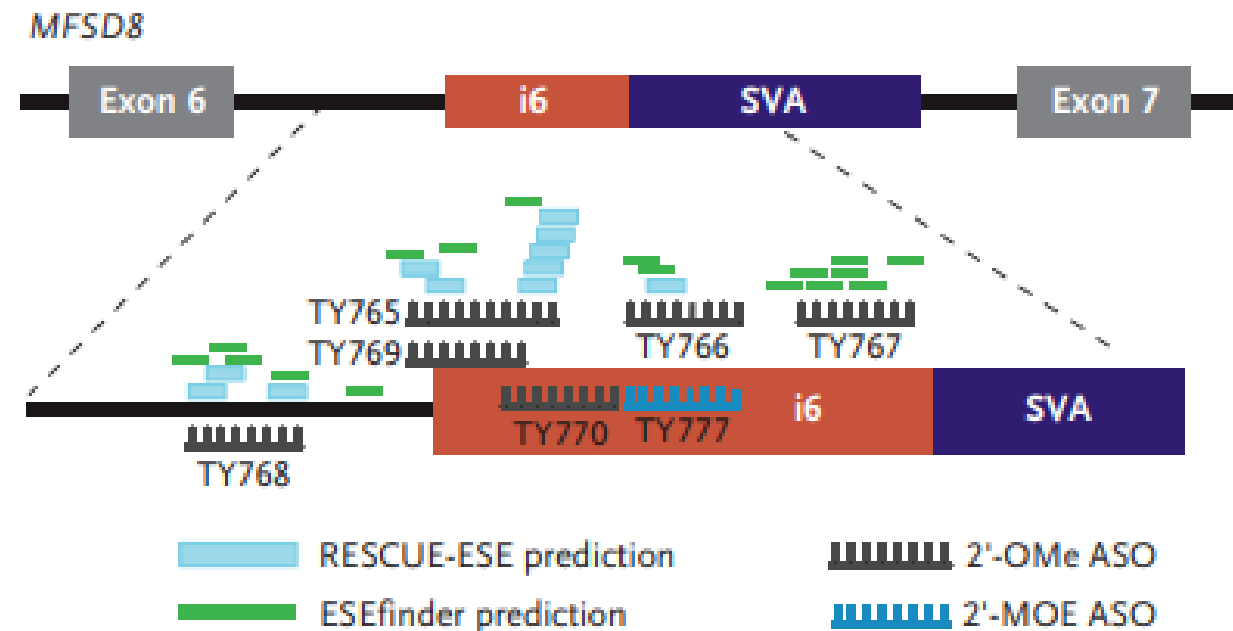 MFSD8
Exon 6
i6
SVA
Exon 7
TY765
TY769
TY766
TY767
TY770
TY777
i6
SVA
TY768
RESCUE-ESE prediction
2'-OMe ASO
ESEfinder prediction
2'-MOE ASO